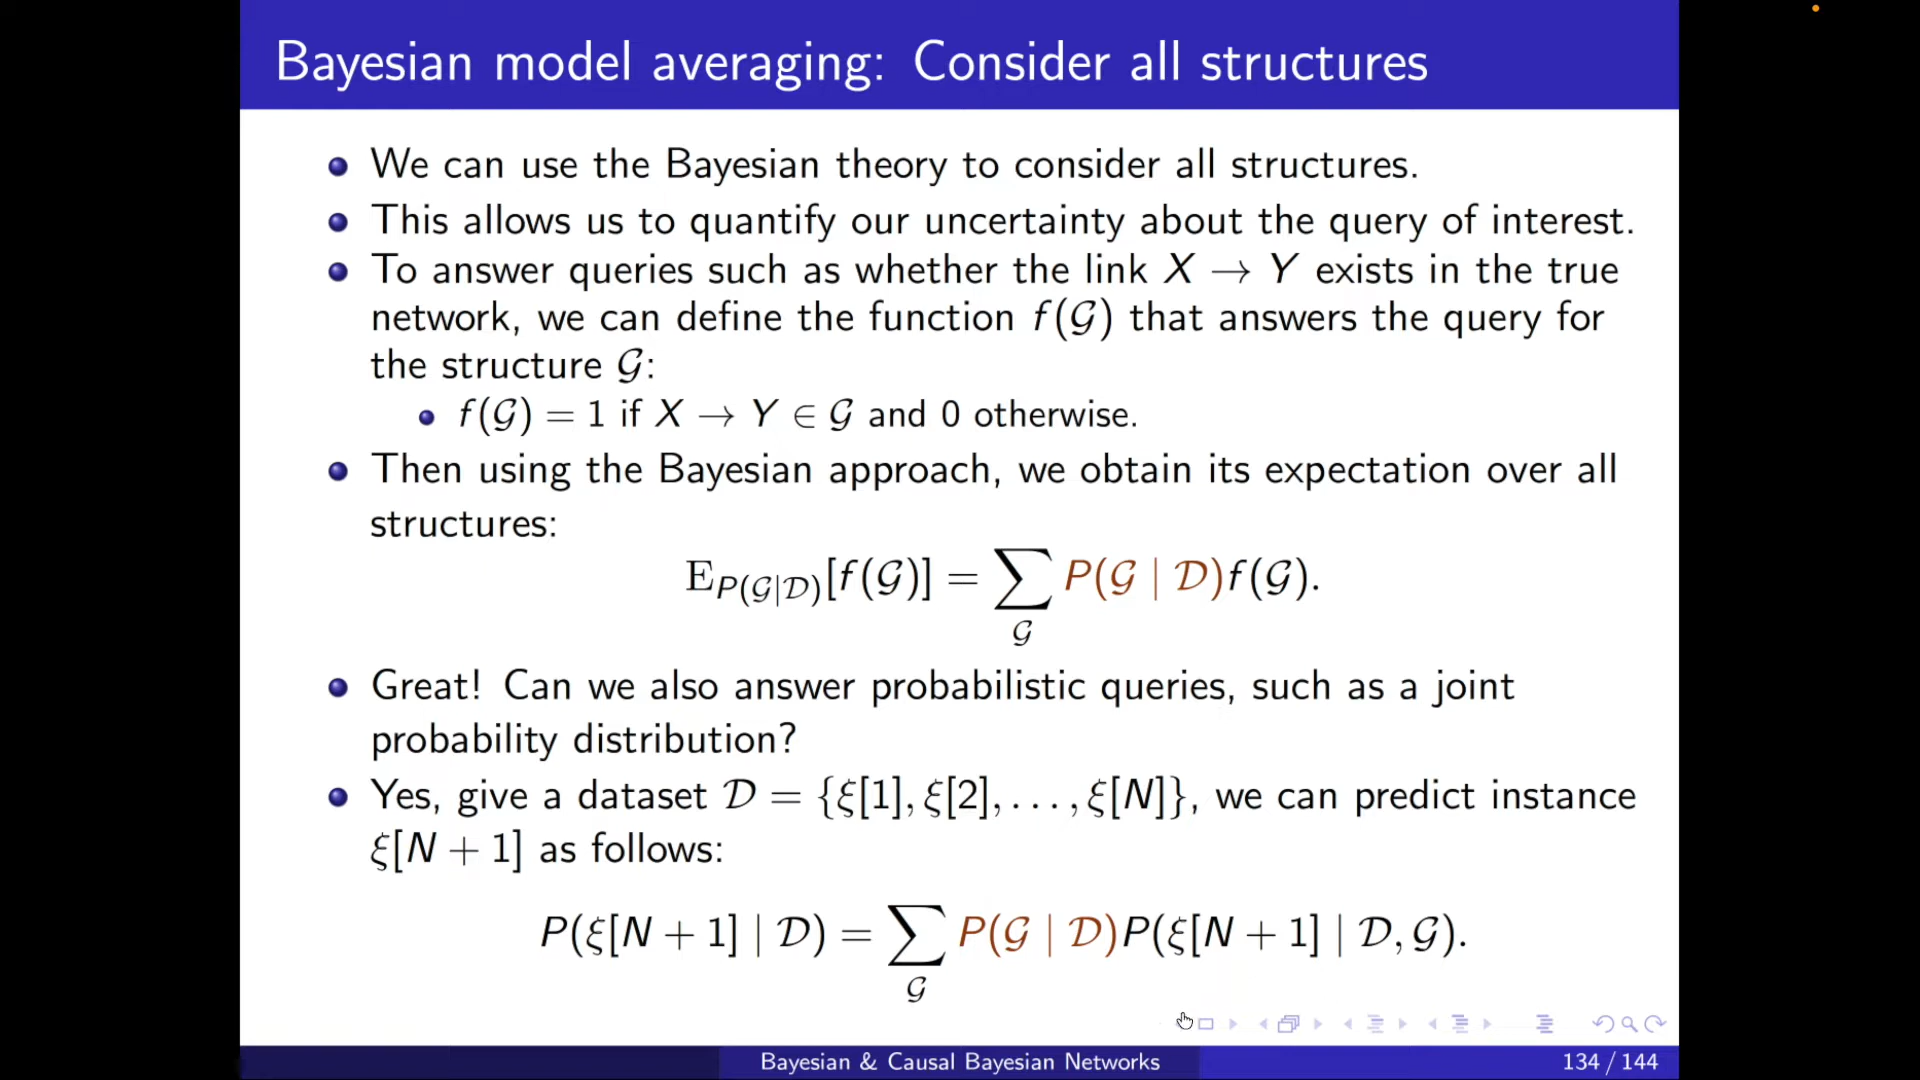 Bayesian model averaging: Consider all structures
We can use the Bayesian theory to consider all structures.
This allows us to quantify our uncertainty about the query of interest.
To answer queries such as whether the link X → Y exists in the true
network, we can define the function f(𝒢) that answers the query for
the structure 𝒢:
f(𝒢) = 1 if X → Y ∈ 𝒢 and 0 otherwise.
Then using the Bayesian approach, we obtain its expectation over all
structures:
E_{P(𝒢|𝒟)}[f(𝒢)] = ∑_𝒢 P(𝒢 | 𝒟)f(𝒢).
Great! Can we also answer probabilistic queries, such as a joint
probability distribution?
Yes, give a dataset 𝒟 = {ξ[1], ξ[2], . . . , ξ[N]}, we can predict instance
ξ[N + 1] as follows:
P(ξ[N + 1] | 𝒟) = ∑_𝒢 P(𝒢 | 𝒟)P(ξ[N + 1] | 𝒟, 𝒢).
Bayesian & Causal Bayesian Networks
134 / 144